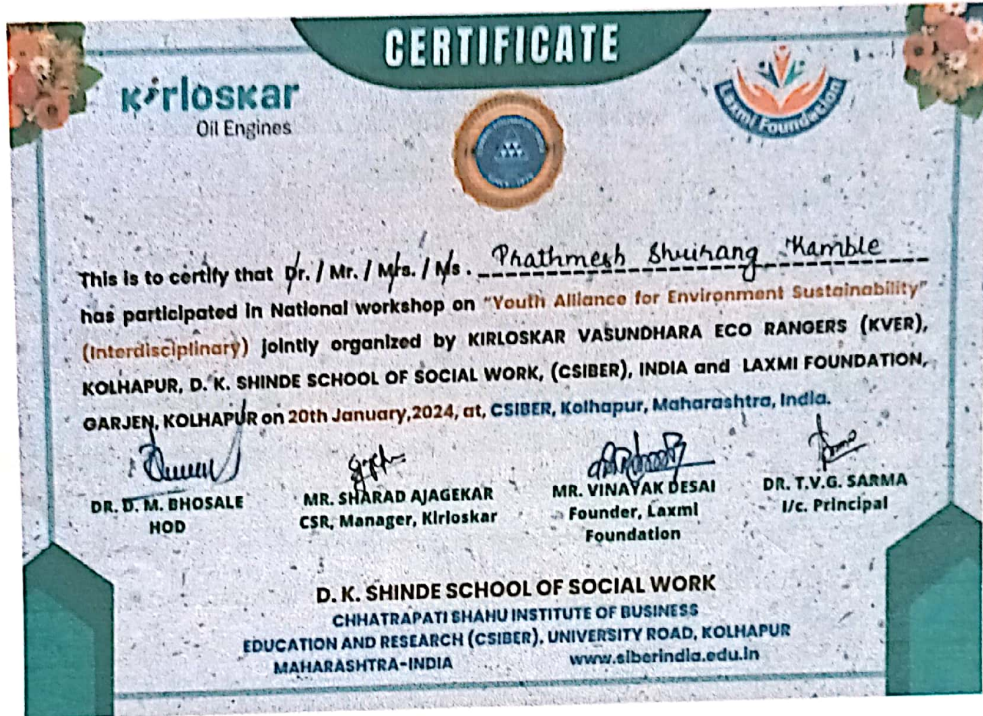 CERTIFICATE
Kirloskar
Oil Engines
Laxmi Foundation
This is to certify that Dr. / Mr. / Mrs. / Ms. Prathmesh Shrirang Kamble
has participated in National workshop on "Youth Alliance for Environment Sustainability"
(Interdisciplinary) jointly organized by KIRLOSKAR VASUNDHARA ECO RANGERS (KVER),
KOLHAPUR, D. K. SHINDE SCHOOL OF SOCIAL WORK, (CSIBER), INDIA and LAXMI FOUNDATION,
GARJEN, KOLHAPUR on 20th January,2024, at, CSIBER, Kolhapur, Maharashtra, India.
DR. D. M. BHOSALE
HOD
MR. SHARAD AJAGEKAR
CSR, Manager, Kirloskar
MR. VINAYAK DESAI
Founder, Laxmi
Foundation
DR. T.V.G. SARMA
I/c. Principal
D. K. SHINDE SCHOOL OF SOCIAL WORK
CHHATRAPATI SHAHU INSTITUTE OF BUSINESS
EDUCATION AND RESEARCH (CSIBER), UNIVERSITY ROAD, KOLHAPUR
MAHARASHTRA-INDIA www.siberindia.edu.in